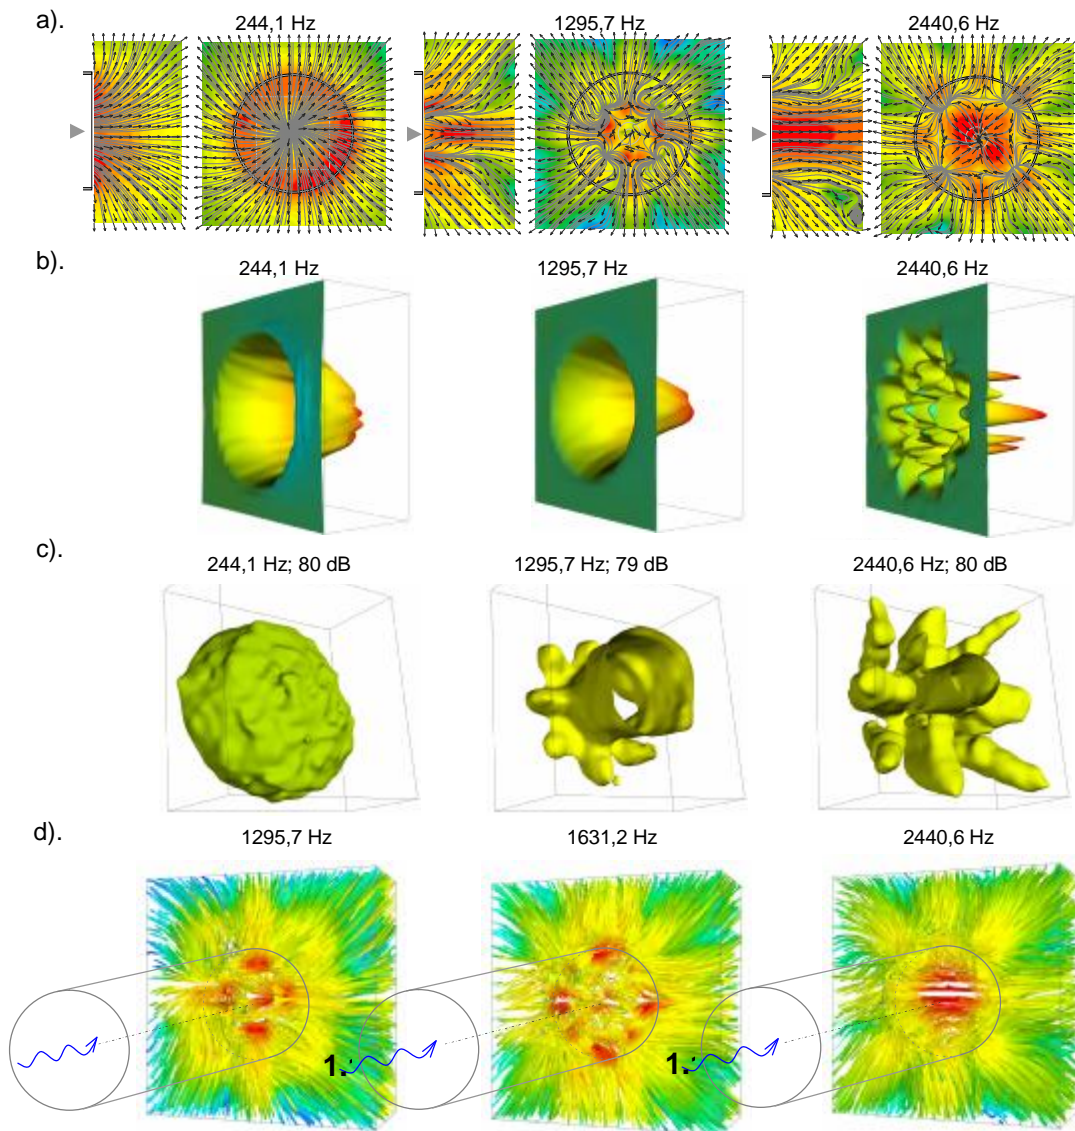 a).
244,1 Hz 1295,7 Hz 2440,6 Hz
b).
244,1 Hz 1295,7 Hz 2440,6 Hz
c).
244,1 Hz; 80 dB 1295,7 Hz; 79 dB 2440,6 Hz; 80 dB
d).
1295,7 Hz 1631,2 Hz 2440,6 Hz
1. 1.